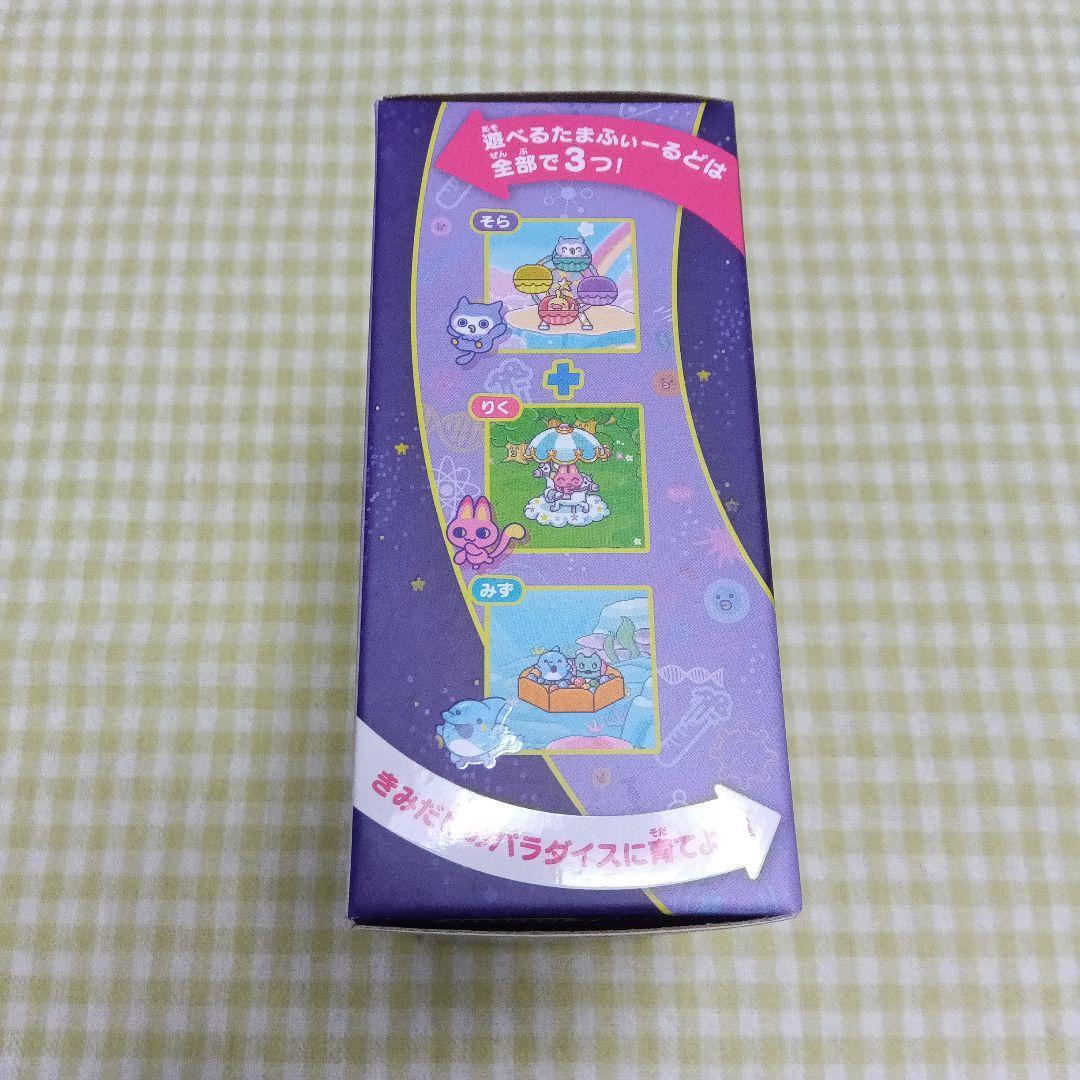 遊べるたまふぃーるどは
全部で3つ!
そら
りく
みず
きみだ パラダイスに育てよ